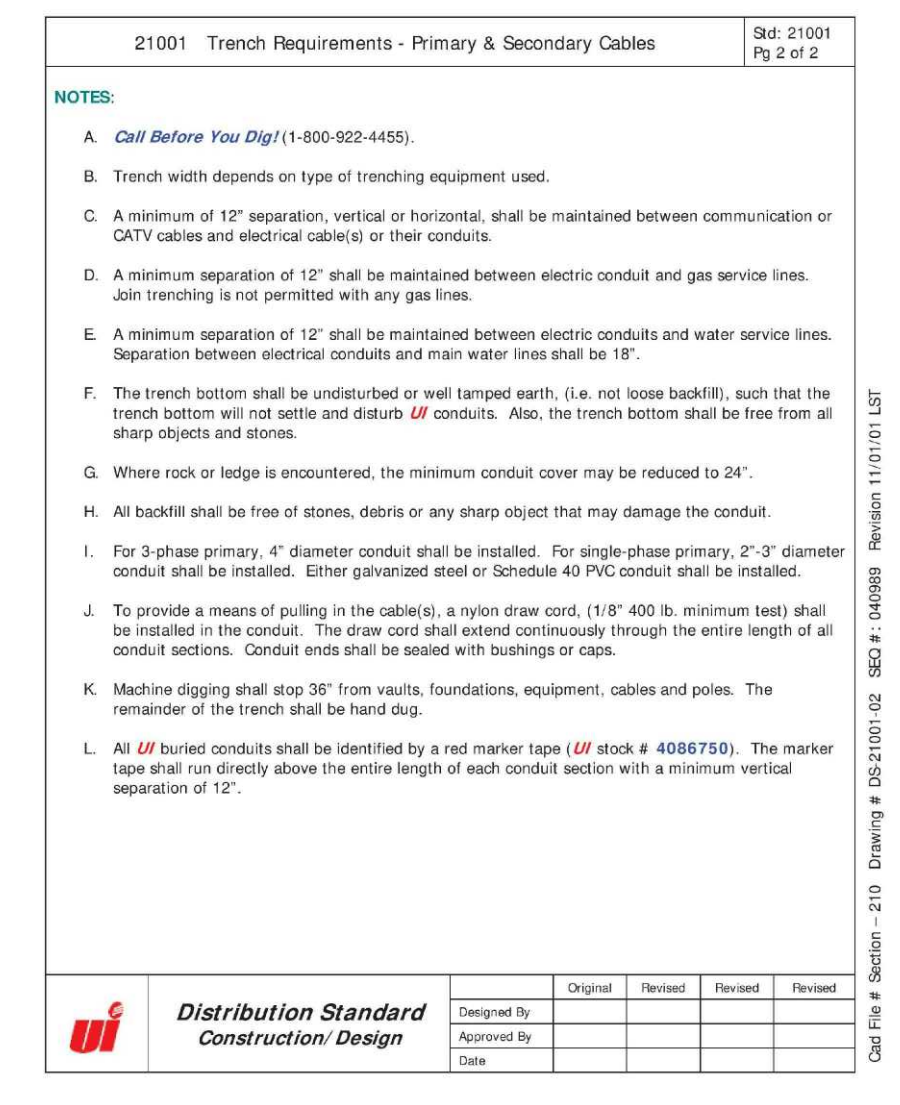 21001 Trench Requirements - Primary & Secondary Cables
Std: 21001
Pg 2 of 2
NOTES:
A. Call Before You Dig! (1-800-922-4455).
B. Trench width depends on type of trenching equipment used.
C. A minimum of 12” separation, vertical or horizontal, shall be maintained between communication or
CATV cables and electrical cable(s) or their conduits.
D. A minimum separation of 12” shall be maintained between electric conduit and gas service lines.
Join trenching is not permitted with any gas lines.
E. A minimum separation of 12” shall be maintained between electric conduits and water service lines.
Separation between electrical conduits and main water lines shall be 18”.
F. The trench bottom shall be undisturbed or well tamped earth, (i.e. not loose backfill), such that the
trench bottom will not settle and disturb UI conduits. Also, the trench bottom shall be free from all
sharp objects and stones.
G. Where rock or ledge is encountered, the minimum conduit cover may be reduced to 24”.
H. All backfill shall be free of stones, debris or any sharp object that may damage the conduit.
I. For 3-phase primary, 4” diameter conduit shall be installed. For single-phase primary, 2”-3” diameter
conduit shall be installed. Either galvanized steel or Schedule 40 PVC conduit shall be installed.
J. To provide a means of pulling in the cable(s), a nylon draw cord, (1/8” 400 lb. minimum test) shall
be installed in the conduit. The draw cord shall extend continuously through the entire length of all
conduit sections. Conduit ends shall be sealed with bushings or caps.
K. Machine digging shall stop 36” from vaults, foundations, equipment, cables and poles. The
remainder of the trench shall be hand dug.
L. All UI buried conduits shall be identified by a red marker tape (UI stock # 4086750). The marker
tape shall run directly above the entire length of each conduit section with a minimum vertical
separation of 12”.
Cad File # Section – 210 Drawing # DS-21001-02 SEQ #: 040989 Revision 11/01/01 LST
ui
Distribution Standard
Construction/Design
Original Revised Revised Revised
Designed By
Approved By
Date